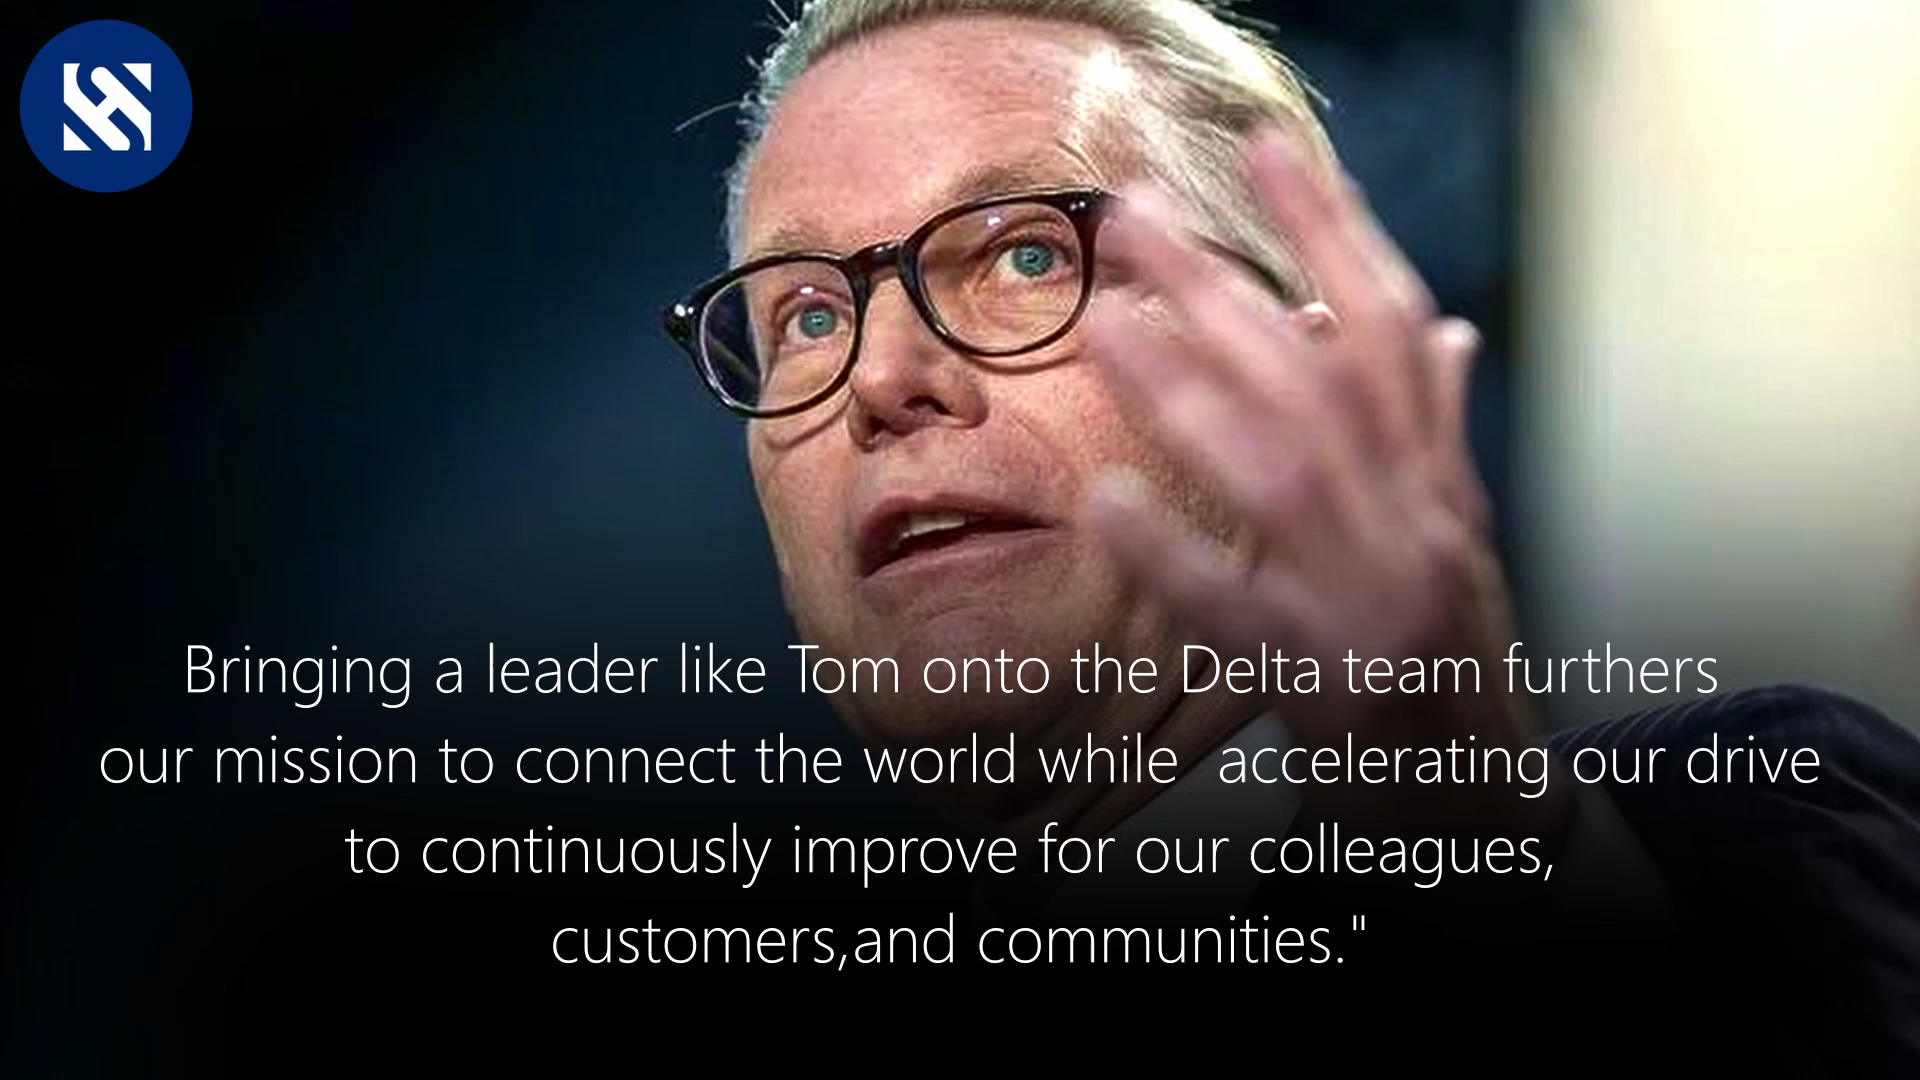 Bringing a leader like Tom onto the Delta team furthers
our mission to connect the world while  accelerating our drive
to continuously improve for our colleagues,
customers,and communities."